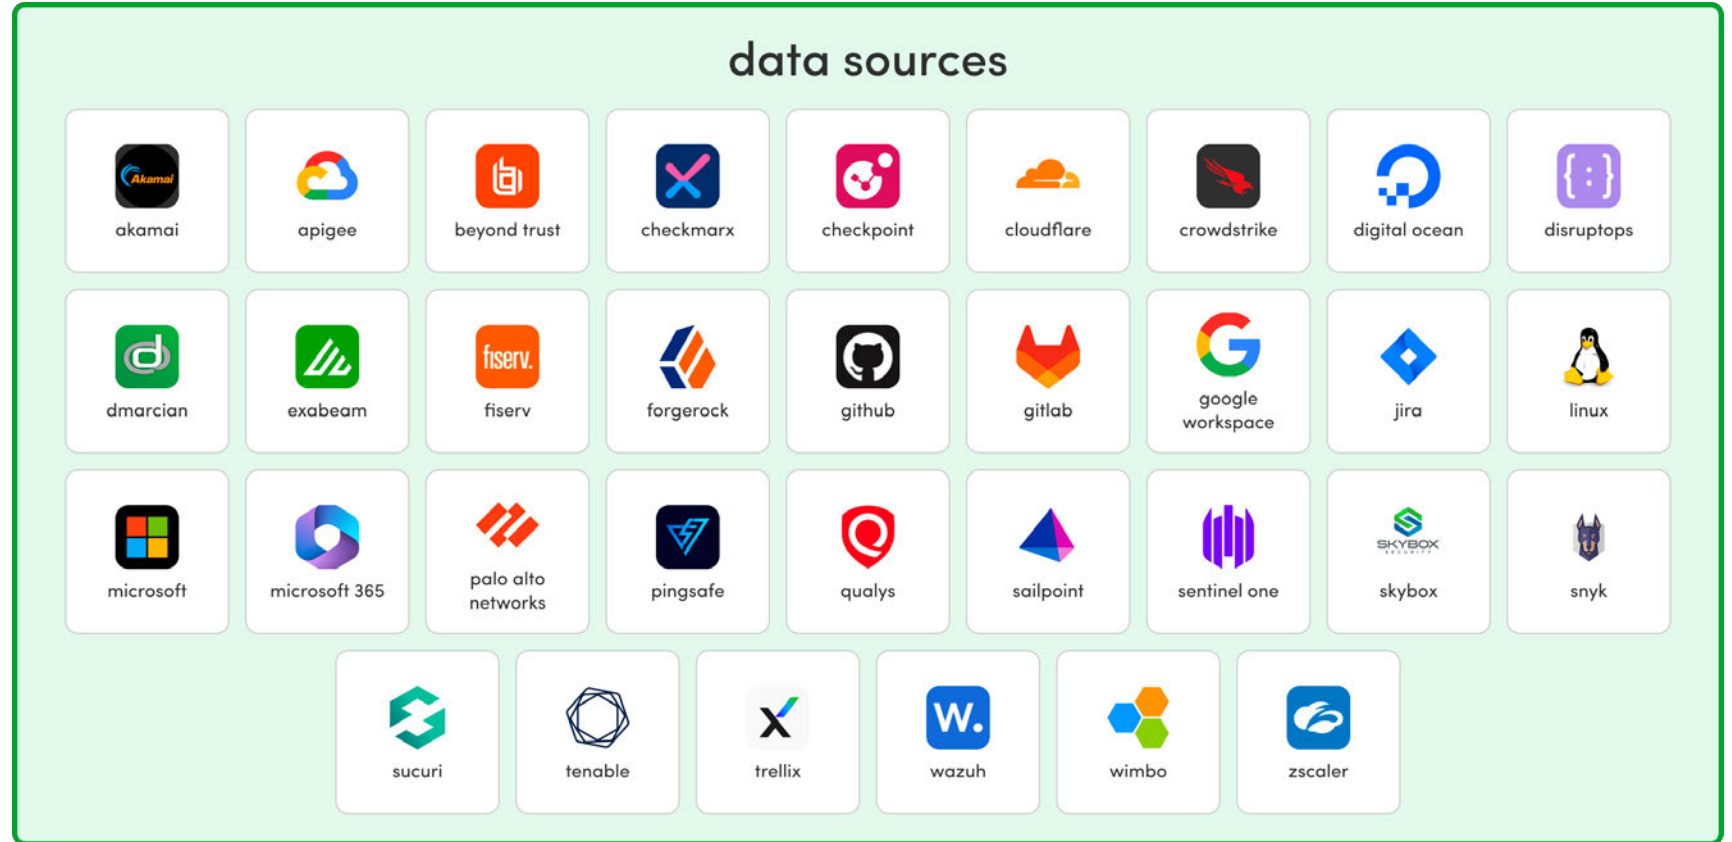 data sources
Akamai
akamai
apigee
beyond trust
checkmarx
checkpoint
cloudflare
crowdstrike
digital ocean
{:}
disruptops
d
dmarcian
exabeam
fiserv.
fiserv
forgerock
github
gitlab
G
google
workspace
jira
linux
microsoft
microsoft 365
palo alto
networks
pingsafe
qualys
sailpoint
sentinel one
SKYBOX
SECURITY
skybox
snyk
sucuri
tenable
trellix
W.
wazuh
wimbo
zscaler